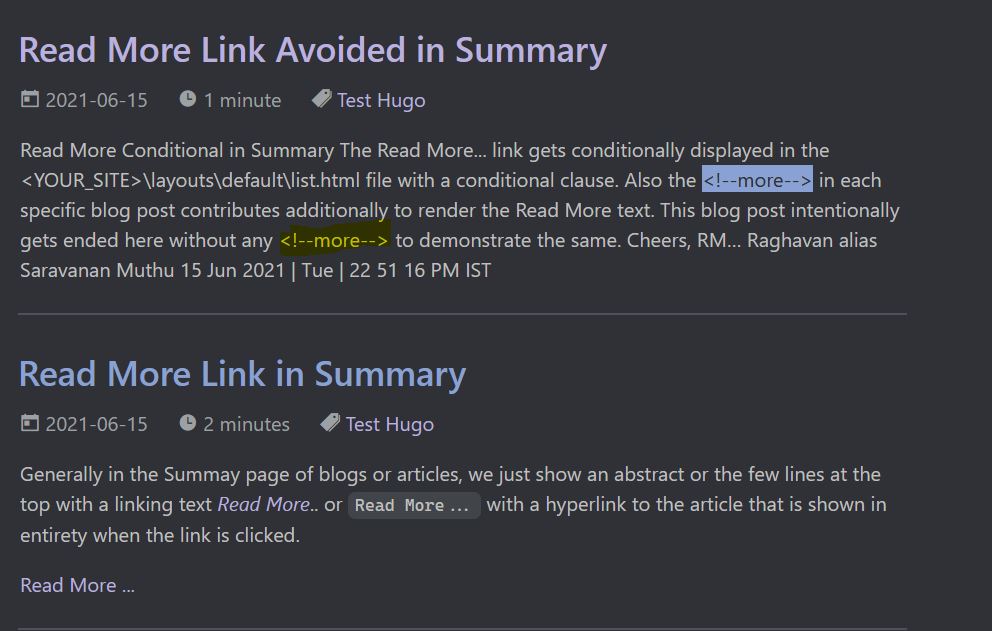 Read More Link Avoided in Summary
2021-06-15 1 minute Test Hugo
Read More Conditional in Summary The Read More... link gets conditionally displayed in the
<YOUR_SITE>\layouts\default\list.html file with a conditional clause. Also the <!--more--> in each
specific blog post contributes additionally to render the Read More text. This blog post intentionally
gets ended here without any <!--more--> to demonstrate the same. Cheers, RM... Raghavan alias
Saravanan Muthu 15 Jun 2021 | Tue | 22 51 16 PM IST
Read More Link in Summary
2021-06-15 2 minutes Test Hugo
Generally in the Summay page of blogs or articles, we just show an abstract or the few lines at the
top with a linking text Read More.. or Read More... with a hyperlink to the article that is shown in
entirety when the link is clicked.
Read More ...